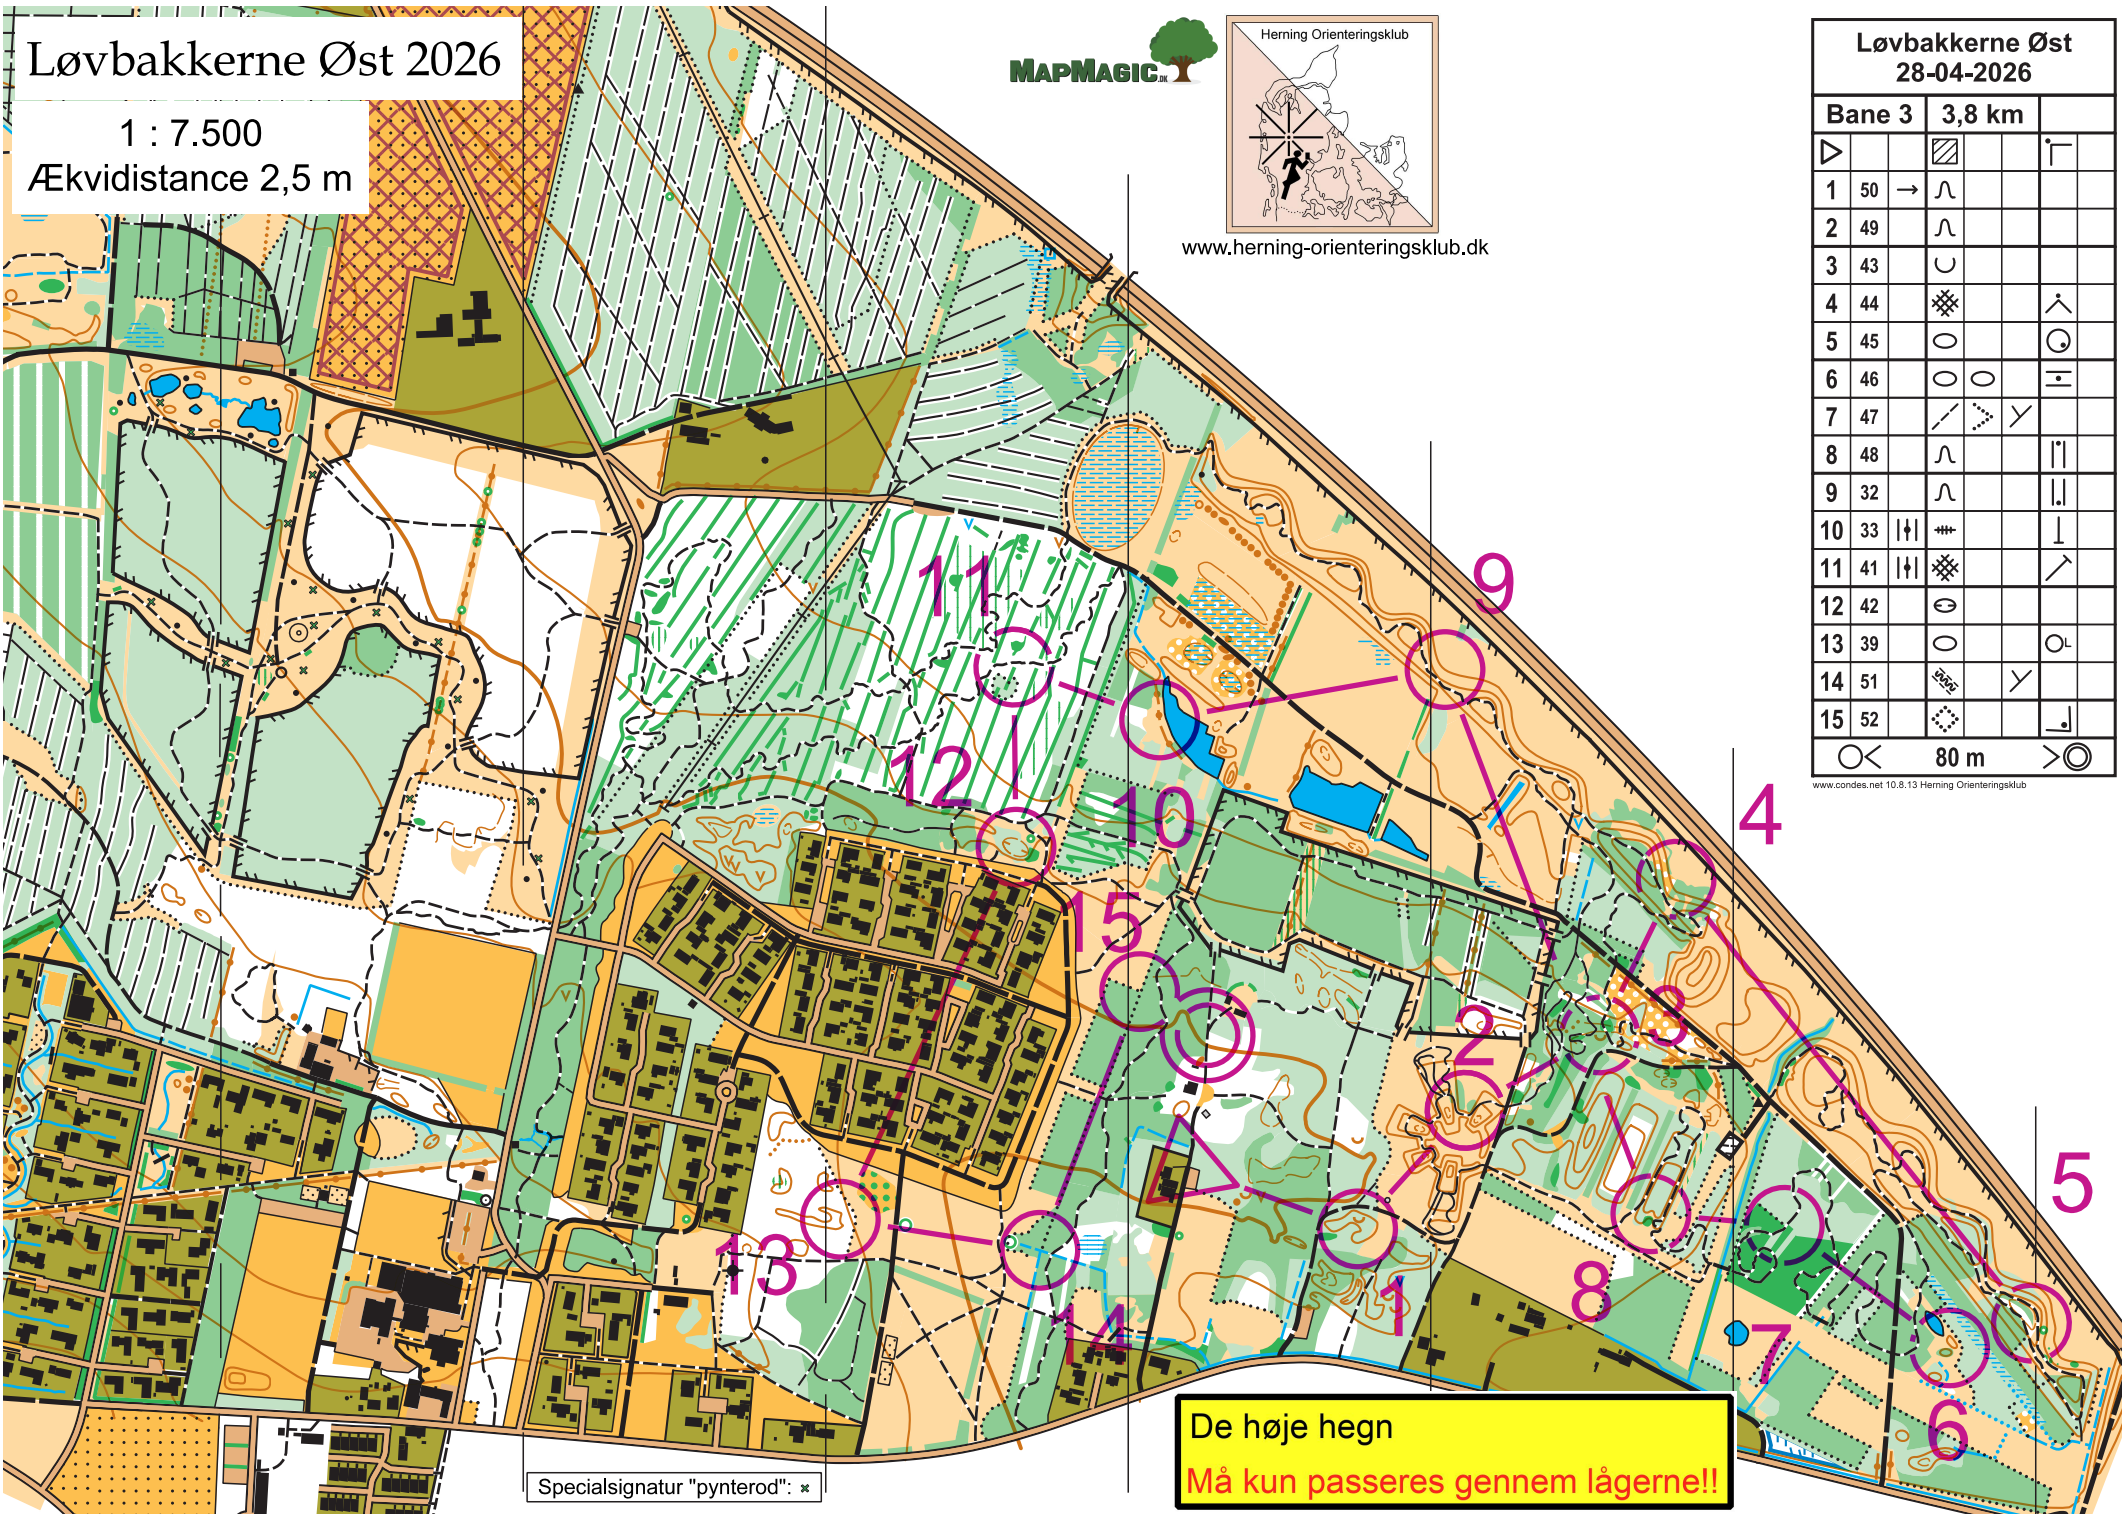 Løvbakkerne Øst 2026
1 : 7.500
Ækvidistance 2,5 m
MAPMAGIC.DK
Herning Orienteringsklub
www.herning-orienteringsklub.dk
Løvbakkerne Øst
28-04-2026
Bane 3 3,8 km
1 50
2 49
3 43
4 44
5 45
6 46
7 47
8 48
9 32
10 33
11 41
12 42
13 39
14 51
15 52
80 m
www.condes.net 10.8.13 Herning Orienteringsklub
9
11
12
10
4
15
2
3
5
13
14
1
8
7
6
De høje hegn
Må kun passeres gennem lågerne!!
Specialsignatur "pynterod": x